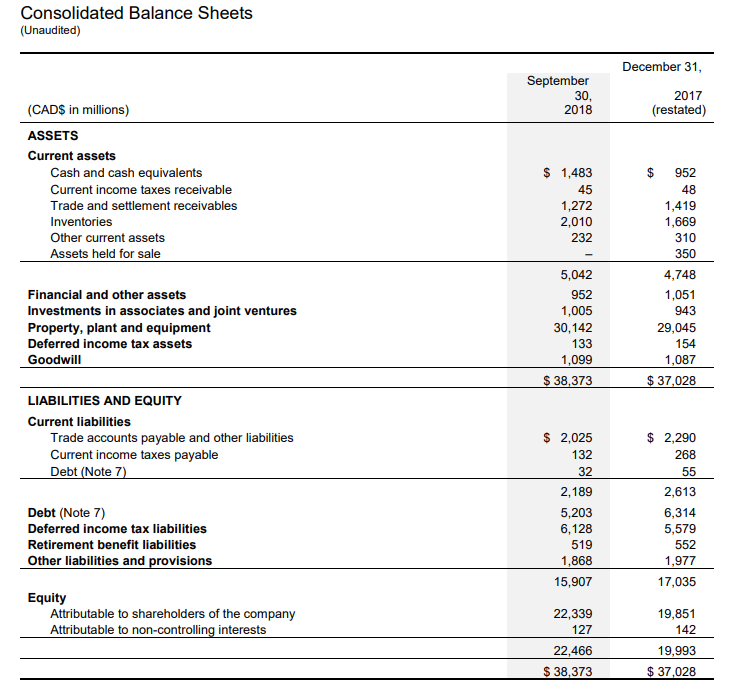 Consolidated Balance Sheets
(Unaudited)
December 31,
September
30, 2017
(CAD$ in millions) 2018 (restated)
ASSETS
Current assets
Cash and cash equivalents $ 1,483 $ 952
Current income taxes receivable 45 48
Trade and settlement receivables 1,272 1,419
Inventories 2,010 1,669
Other current assets 232 310
Assets held for sale – 350
5,042 4,748
Financial and other assets 952 1,051
Investments in associates and joint ventures 1,005 943
Property, plant and equipment 30,142 29,045
Deferred income tax assets 133 154
Goodwill 1,099 1,087
$ 38,373 $ 37,028
LIABILITIES AND EQUITY
Current liabilities
Trade accounts payable and other liabilities $ 2,025 $ 2,290
Current income taxes payable 132 268
Debt (Note 7) 32 55
2,189 2,613
Debt (Note 7) 5,203 6,314
Deferred income tax liabilities 6,128 5,579
Retirement benefit liabilities 519 552
Other liabilities and provisions 1,868 1,977
15,907 17,035
Equity
Attributable to shareholders of the company 22,339 19,851
Attributable to non-controlling interests 127 142
22,466 19,993
$ 38,373 $ 37,028